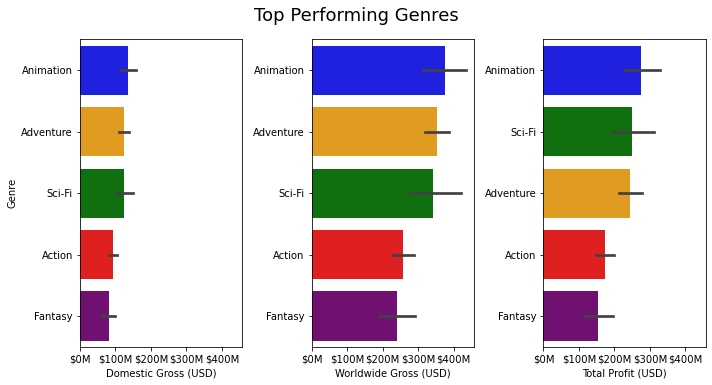 Top Performing Genres
Genre
Animation
Adventure
Sci-Fi
Action
Fantasy
$0M $100M $200M $300M $400M
Domestic Gross (USD)
Animation
Adventure
Sci-Fi
Action
Fantasy
$0M $100M $200M $300M $400M
Worldwide Gross (USD)
Animation
Sci-Fi
Adventure
Action
Fantasy
$0M $100M $200M $300M $400M
Total Profit (USD)